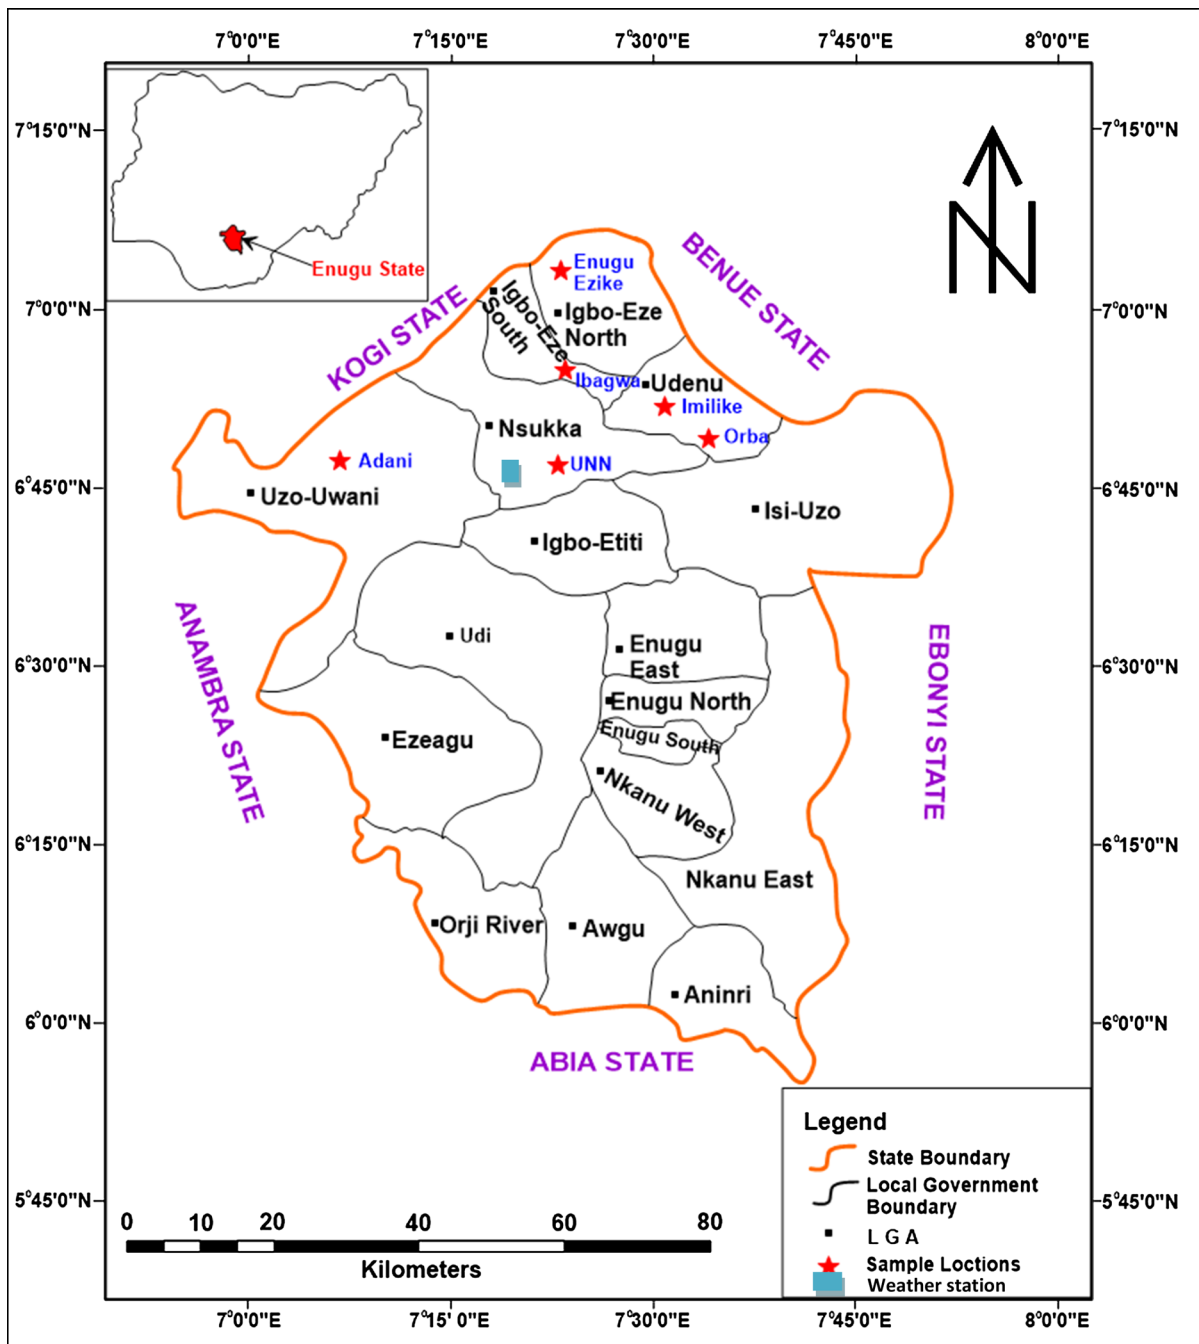 7°0'0"E 7°15'0"E 7°30'0"E 7°45'0"E 8°0'0"E
7°15'0"N 7°15'0"N
Enugu State
BENUE STATE
Enugu
Ezike
7°0'0"N 7°0'0"N
KOGI STATE
Igbo-Eze
South
Igbo-Eze
North
Ibagwa
Udenu
Imilike
Orba
Nsukka
UNN
Adani
Uzo-Uwani
6°45'0"N 6°45'0"N
Isi-Uzo
Igbo-Etiti
ANAMBRA STATE
EBONYI STATE
Udi
Enugu
East
6°30'0"N 6°30'0"N
Enugu North
Enugu South
Ezeagu
Nkanu West
6°15'0"N 6°15'0"N
Nkanu East
Orji River
Awgu
Aninri
6°0'0"N 6°0'0"N
ABIA STATE
Legend
State Boundary
Local Government
Boundary
L G A
Sample Loctions
Weather station
5°45'0"N 5°45'0"N
0 10 20 40 60 80
Kilometers
7°0'0"E 7°15'0"E 7°30'0"E 7°45'0"E 8°0'0"E